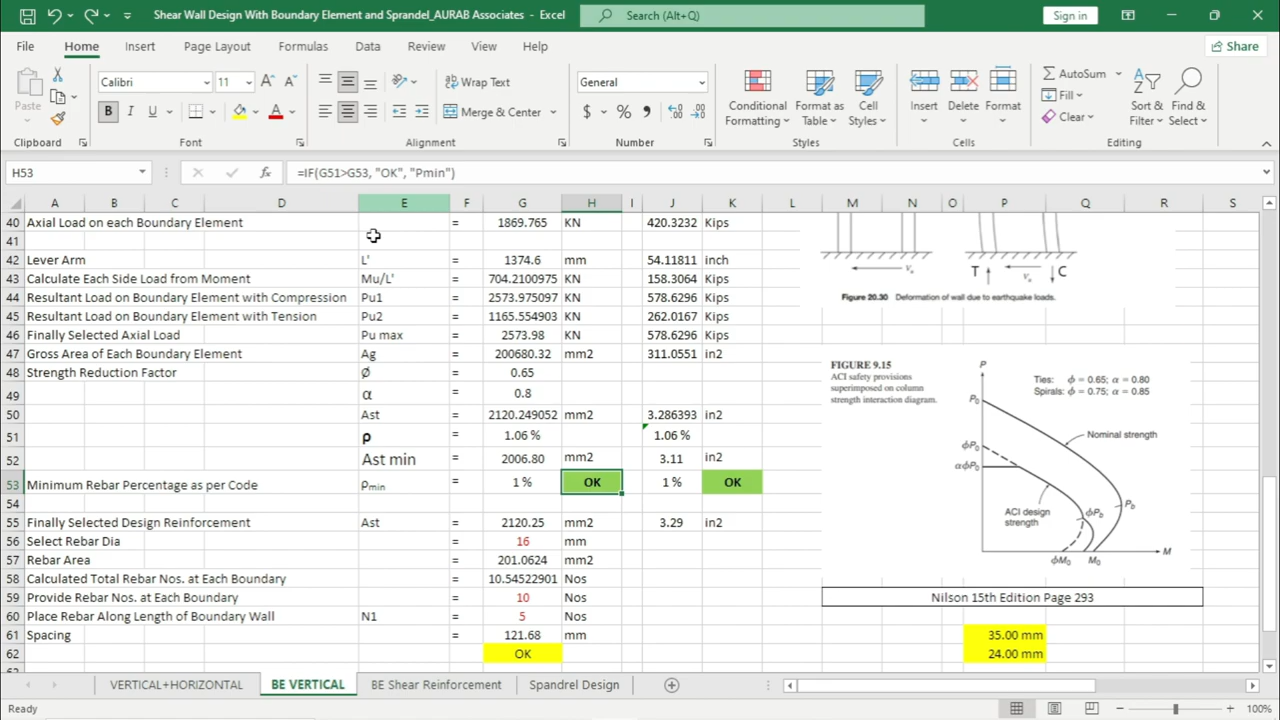 Shear Wall Design With Boundary Element and Sprandel_AURAB Associates - Excel
Search (Alt+Q)
Sign in
File Home Insert Page Layout Formulas Data Review View Help
Share
Paste
Calibri 11
B I U
Wrap Text
Merge & Center
General
$ % ,
Conditional Formatting
Format as Table
Cell Styles
Insert
Delete
Format
AutoSum
Fill
Clear
Sort & Filter
Find & Select
Clipboard Font Alignment Number Styles Cells Editing
H53 fx =IF(G51>G53, "OK", "Pmin")
A B C D E F G H I J K L M N O P Q R S
40 Axial Load on each Boundary Element = 1869.765 KN 420.3232 Kips
41
42 Lever Arm L' = 1374.6 mm 54.11811 inch
43 Calculate Each Side Load from Moment Mu/L' = 704.2100975 KN 158.3064 Kips
44 Resultant Load on Boundary Element with Compression Pu1 = 2573.975097 KN 578.6296 Kips
45 Resultant Load on Boundary Element with Tension Pu2 = 1165.554903 KN 262.0167 Kips
46 Finally Selected Axial Load Pu max = 2573.98 KN 578.6296 Kips
47 Gross Area of Each Boundary Element Ag = 200680.32 mm2 311.0551 in2
48 Strength Reduction Factor Ø = 0.65
49 α = 0.8
50 Ast = 2120.249052 mm2 3.286393 in2
51 ρ = 1.06 % 1.06 %
52 Ast min = 2006.80 mm2 3.11 in2
53 Minimum Rebar Percentage as per Code ρmin = 1 % OK 1 % OK
54
55 Finally Selected Design Reinforcement Ast = 2120.25 mm2 3.29 in2
56 Select Rebar Dia = 16 mm
57 Rebar Area = 201.0624 mm2
58 Calculated Total Rebar Nos. at Each Boundary = 10.54522901 Nos
59 Provide Rebar Nos. at Each Boundary = 10 Nos
60 Place Rebar Along Length of Boundary Wall N1 = 5 Nos
61 Spacing = 121.68 mm
62 OK
T Vu C
Vu
Figure 20.30 Deformation of wall due to earthquake loads.
FIGURE 9.15
ACI safety provisions
superimposed on column
strength interaction diagram.
P
Ties: ϕ = 0.65; α = 0.80
Spirals: ϕ = 0.75; α = 0.85
P0
Nominal strength
ϕP0
αϕP0
ACI design
strength
ϕPb
Pb
ϕM0 M0 M
Nilson 15th Edition Page 293
35.00 mm
24.00 mm
VERTICAL+HORIZONTAL BE VERTICAL BE Shear Reinforcement Spandrel Design
Ready
100%